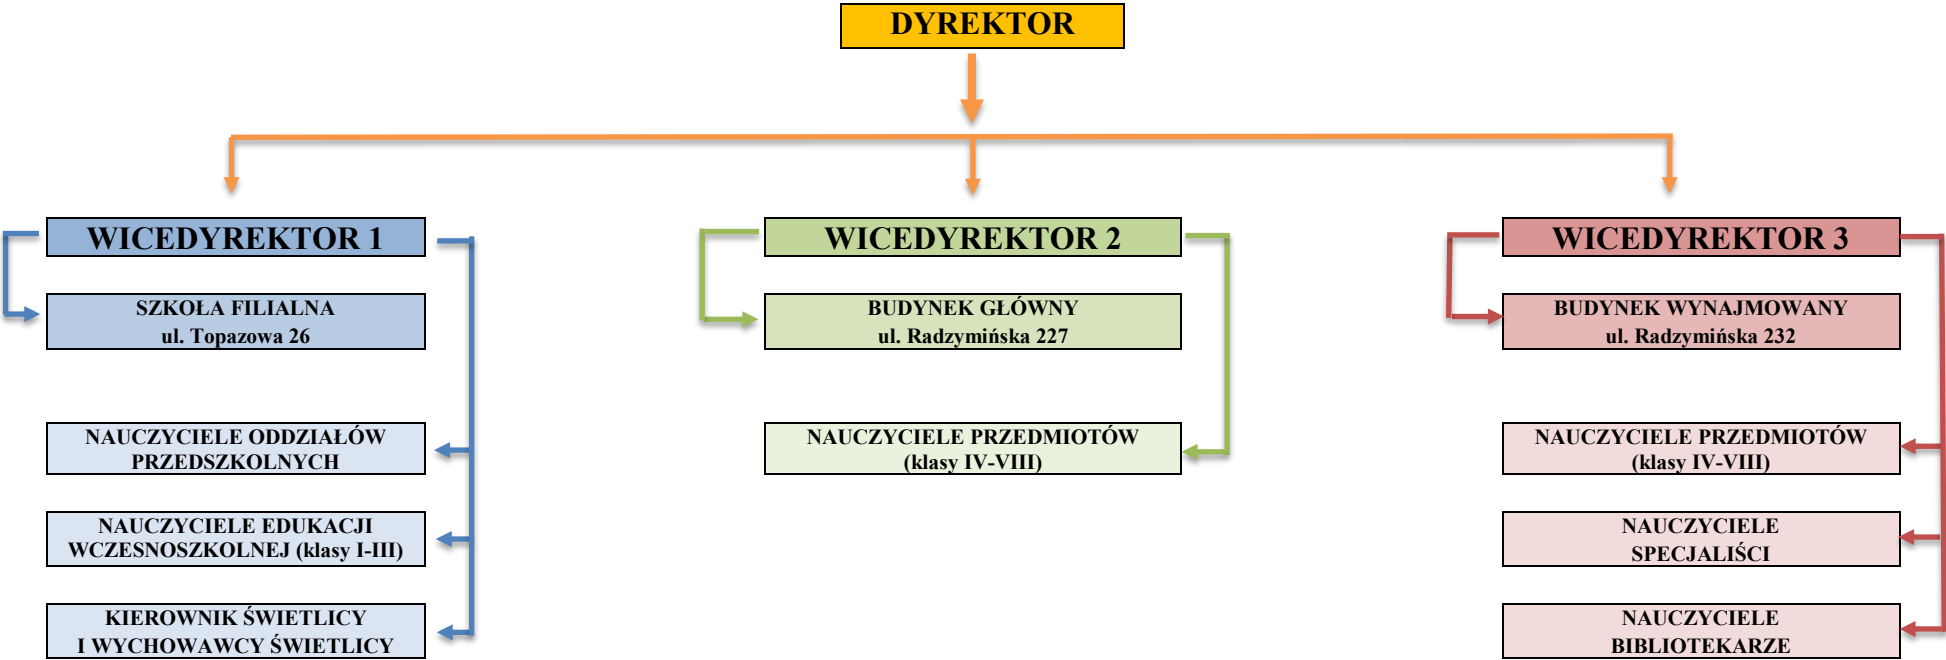 DYREKTOR
WICEDYREKTOR 1
SZKOŁA FILIALNA
ul. Topazowa 26
NAUCZYCIELE ODDZIAŁÓW
PRZEDSZKOLNYCH
NAUCZYCIELE EDUKACJI
WCZESNOSZKOLNEJ (klasy I-III)
KIEROWNIK ŚWIETLICY
I WYCHOWAWCY ŚWIETLICY
WICEDYREKTOR 2
BUDYNEK GŁÓWNY
ul. Radzymińska 227
NAUCZYCIELE PRZEDMIOTÓW
(klasy IV-VIII)
WICEDYREKTOR 3
BUDYNEK WYNAJMOWANY
ul. Radzymińska 232
NAUCZYCIELE PRZEDMIOTÓW
(klasy IV-VIII)
NAUCZYCIELE
SPECJALIŚCI
NAUCZYCIELE
BIBLIOTEKARZE